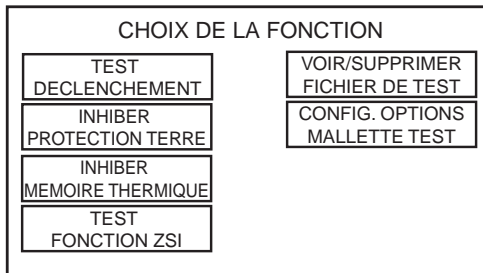 CHOIX DE LA FONCTION
TEST
DECLENCHEMENT
INHIBER
PROTECTION TERRE
INHIBER
MEMOIRE THERMIQUE
TEST
FONCTION ZSI
VOIR/SUPPRIMER
FICHIER DE TEST
CONFIG. OPTIONS
MALLETTE TEST